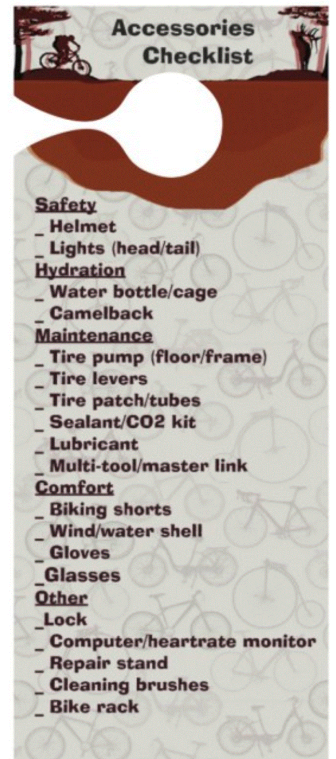 Accessories
Checklist
Safety
_ Helmet
_ Lights (head/tail)
Hydration
_ Water bottle/cage
_ Camelback
Maintenance
_ Tire pump (floor/frame)
_ Tire levers
_ Tire patch/tubes
_ Sealant/CO2 kit
_ Lubricant
_ Multi-tool/master link
Comfort
_ Biking shorts
_ Wind/water shell
_ Gloves
_Glasses
Other
_Lock
_ Computer/heartrate monitor
_ Repair stand
_ Cleaning brushes
_ Bike rack